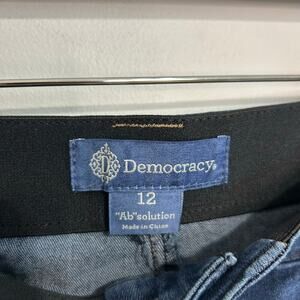 D
Democracy®
12
"Ab"solution
Made in China